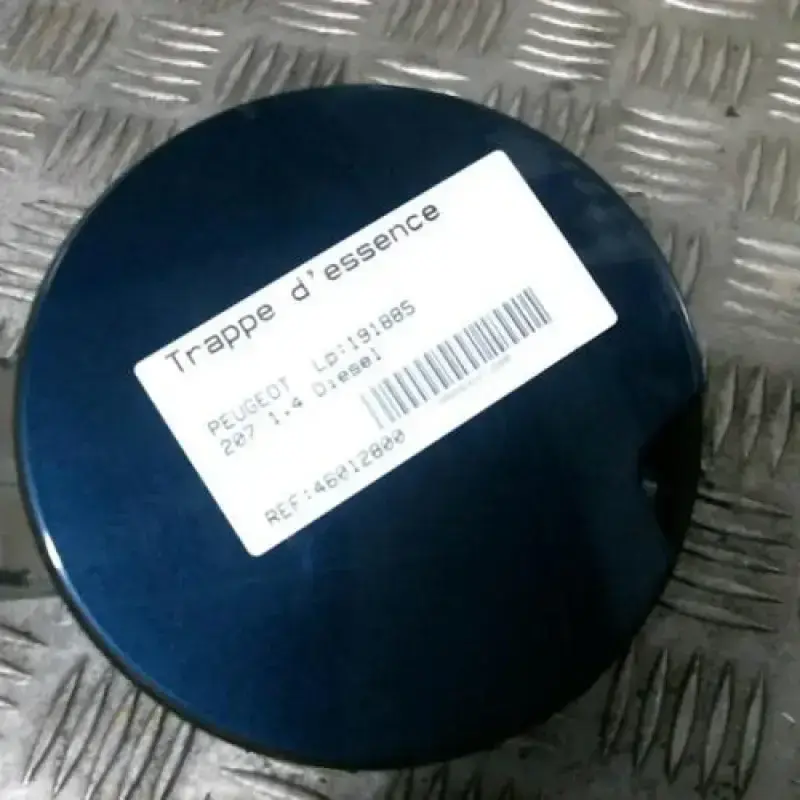 Trappe d'essence
PEUGEOT Lp:191885
207 1.4 Diesel
REF:46012800